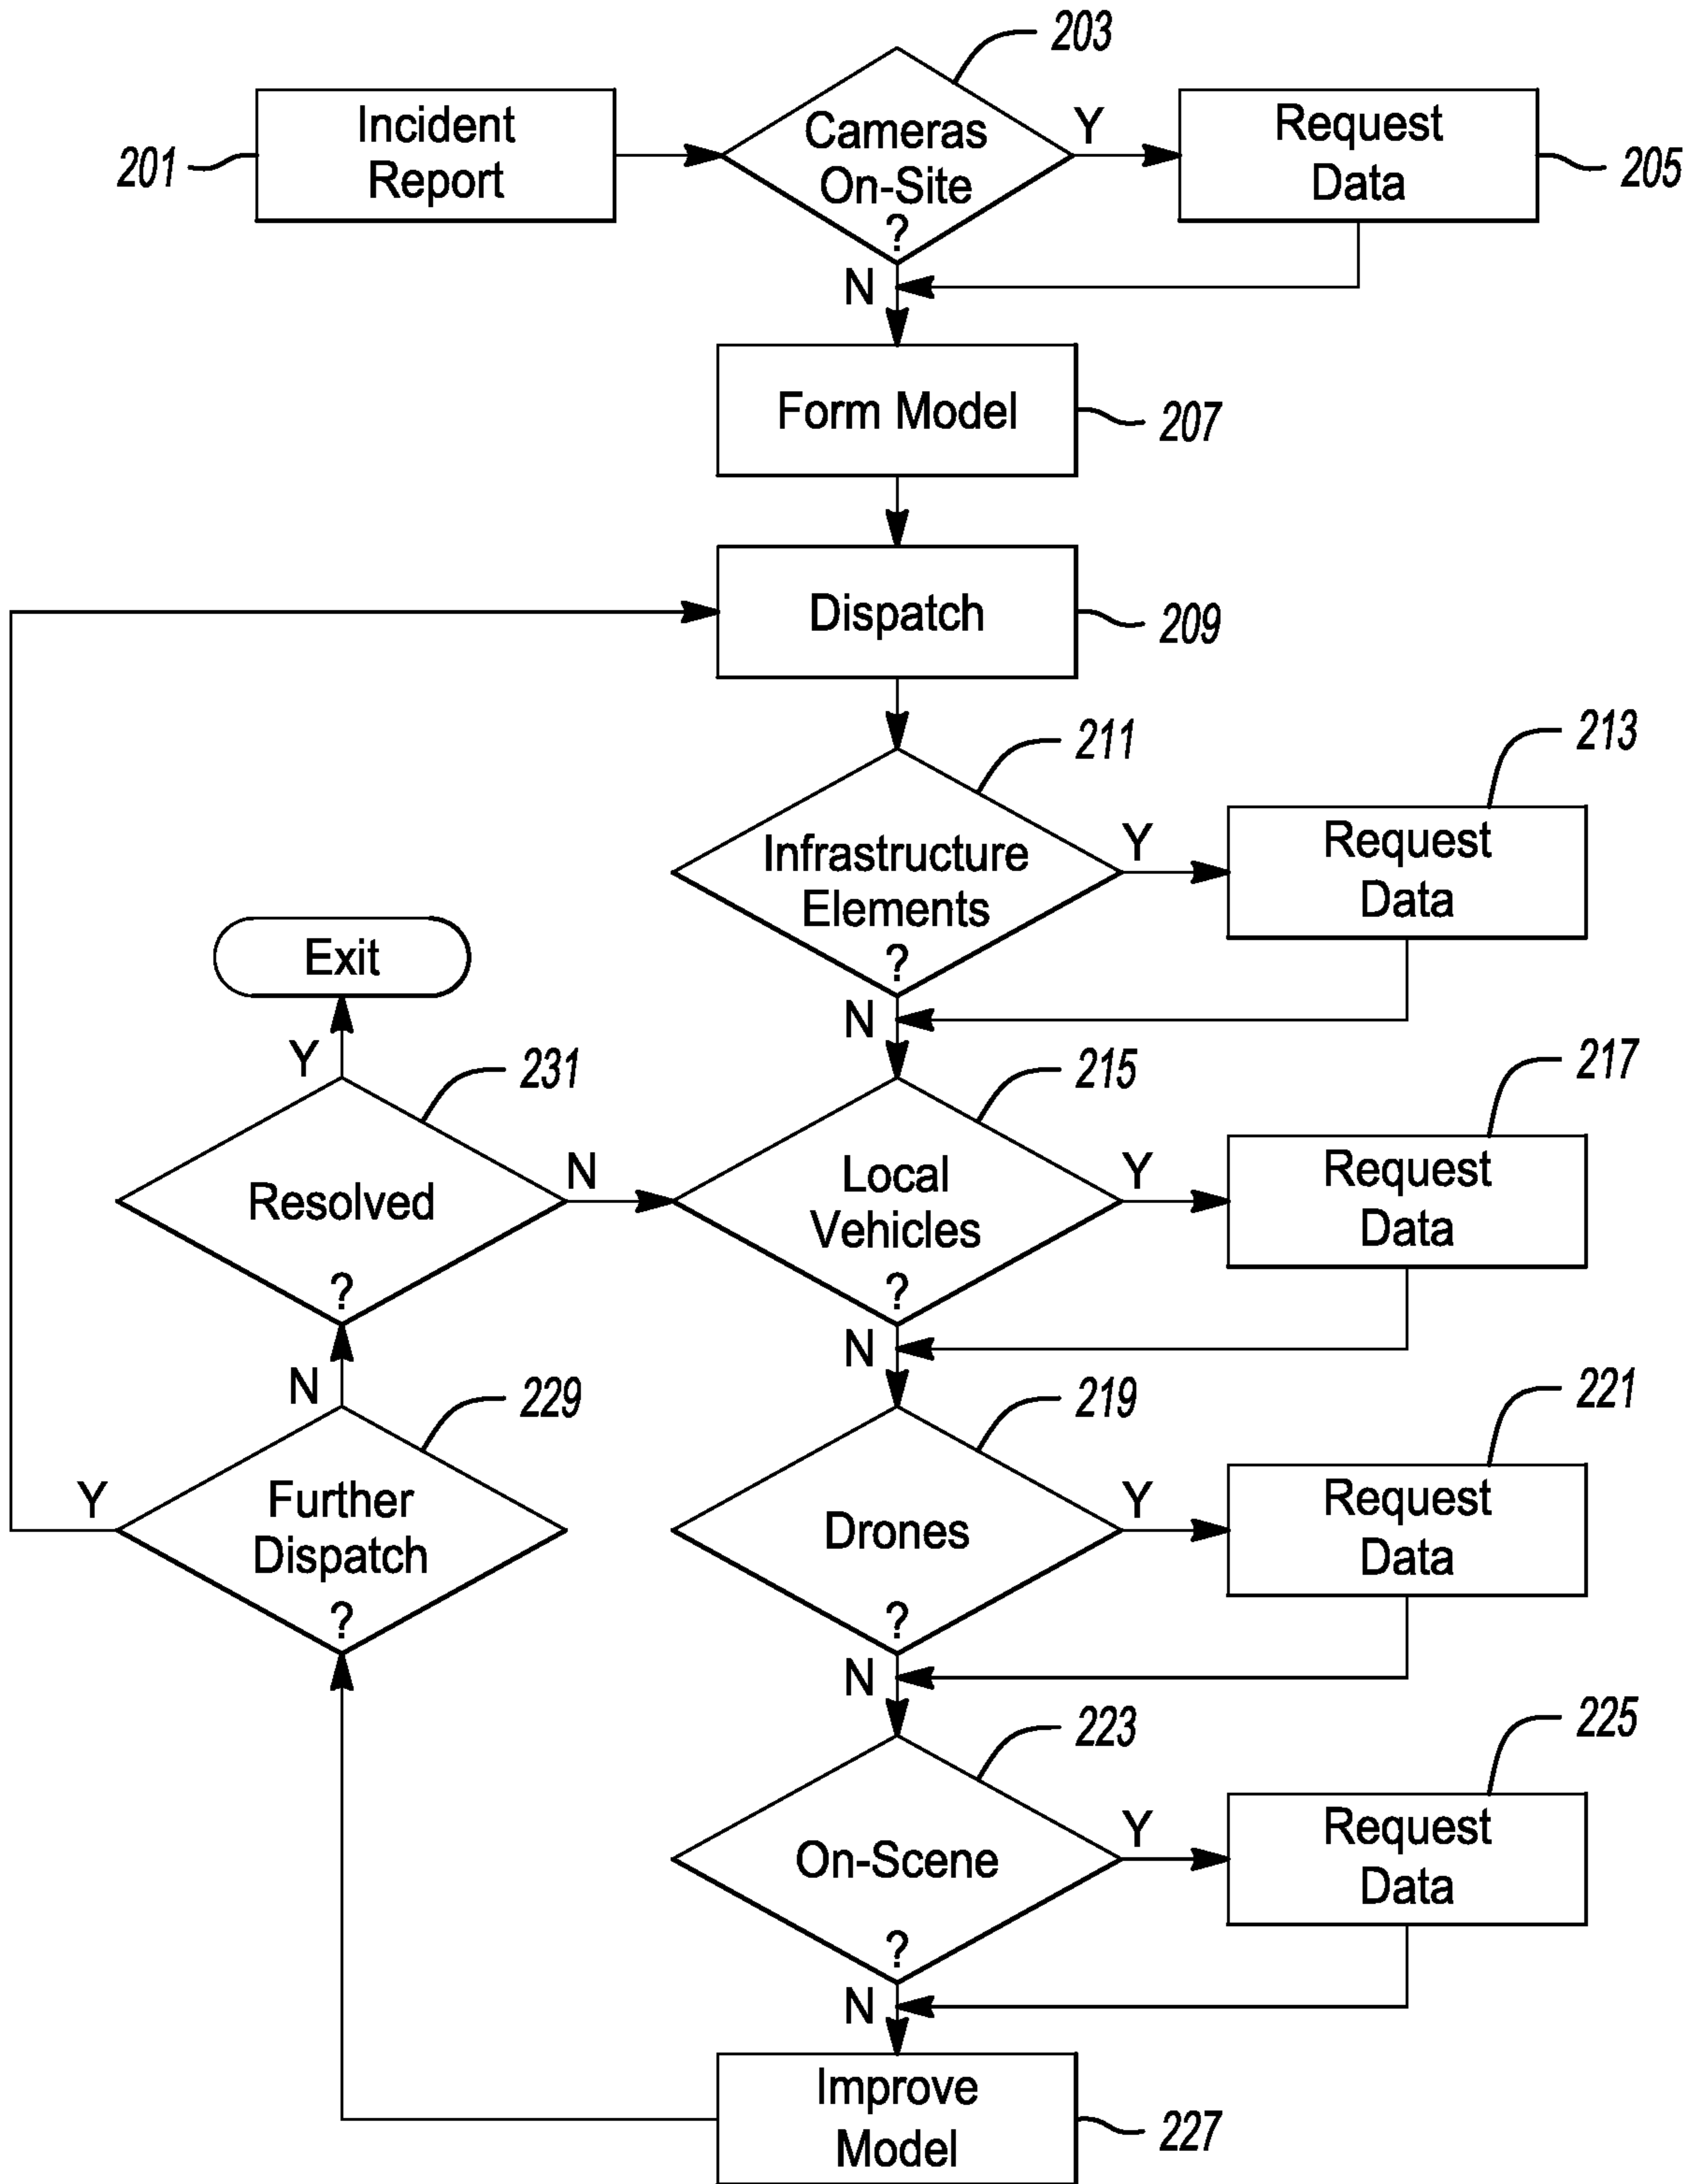 203
Incident
Report
201
Cameras
On-Site
?
Y
N
Request
Data
205
Form Model
207
Dispatch
209
211
Infrastructure
Elements
?
Y
N
213
Request
Data
Exit
Y
231
Resolved
?
N
215
Local
Vehicles
?
Y
N
217
Request
Data
N
229
Further
Dispatch
?
Y
219
Drones
?
Y
N
221
Request
Data
223
On-Scene
?
Y
N
225
Request
Data
Improve
Model
227